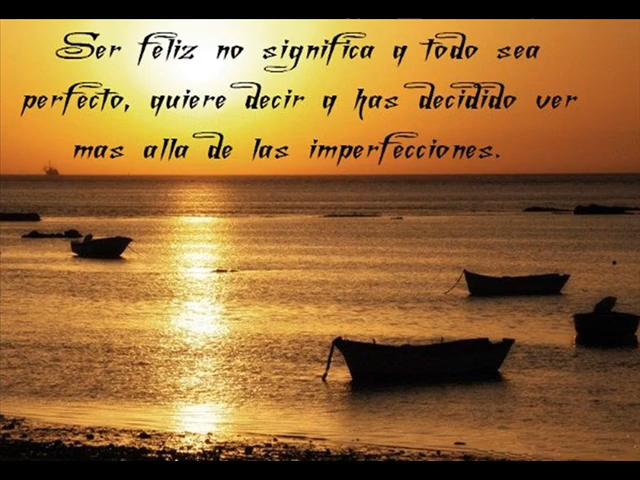 Ser feliz no significa q todo sea
perfecto, quiere decir q has decidido ver
mas alla de las imperfecciones.